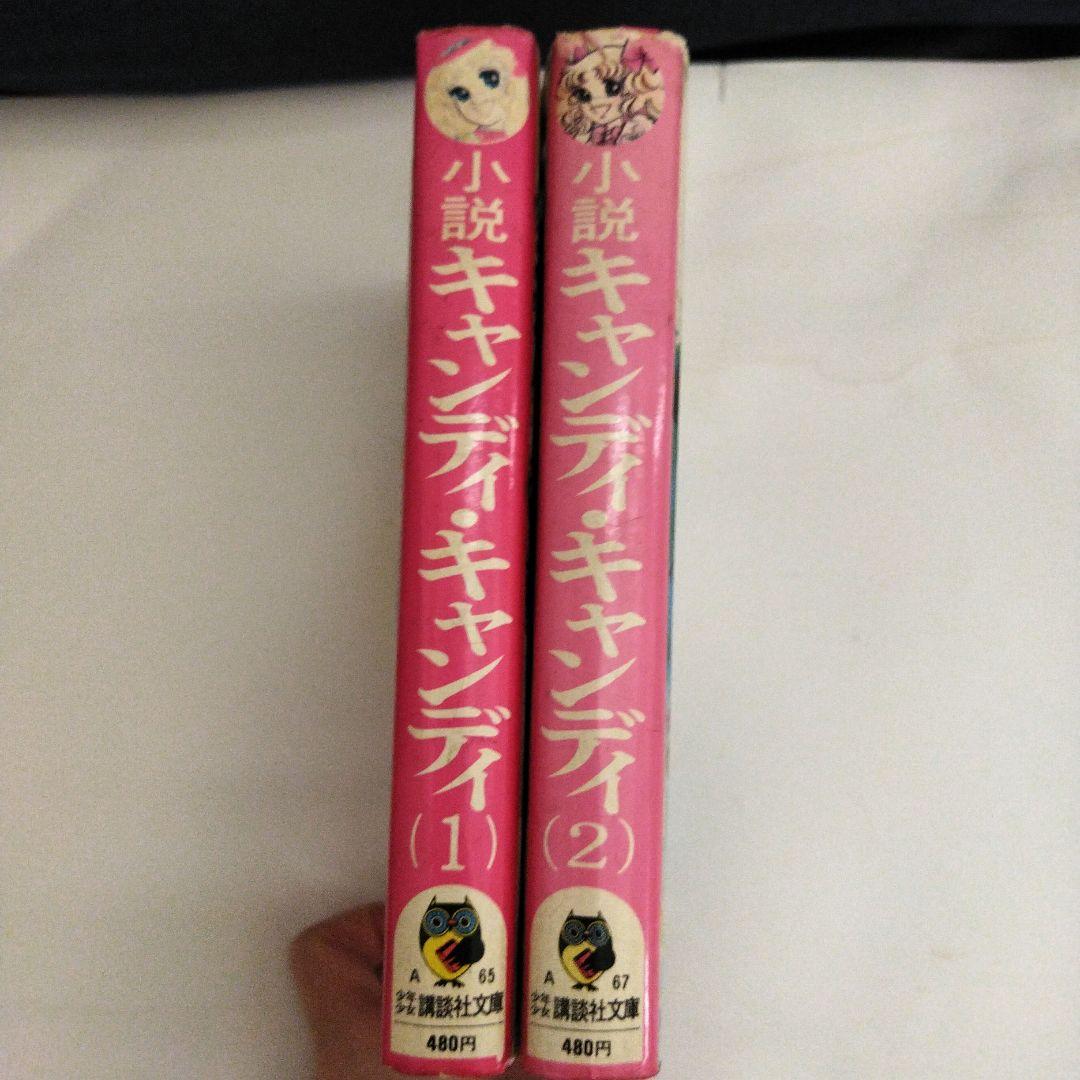 小説キャンディ・キャンディ(1)
A 65
少年少女 講談社文庫
480円
小説キャンディ・キャンディ(2)
A 67
少年少女 講談社文庫
480円